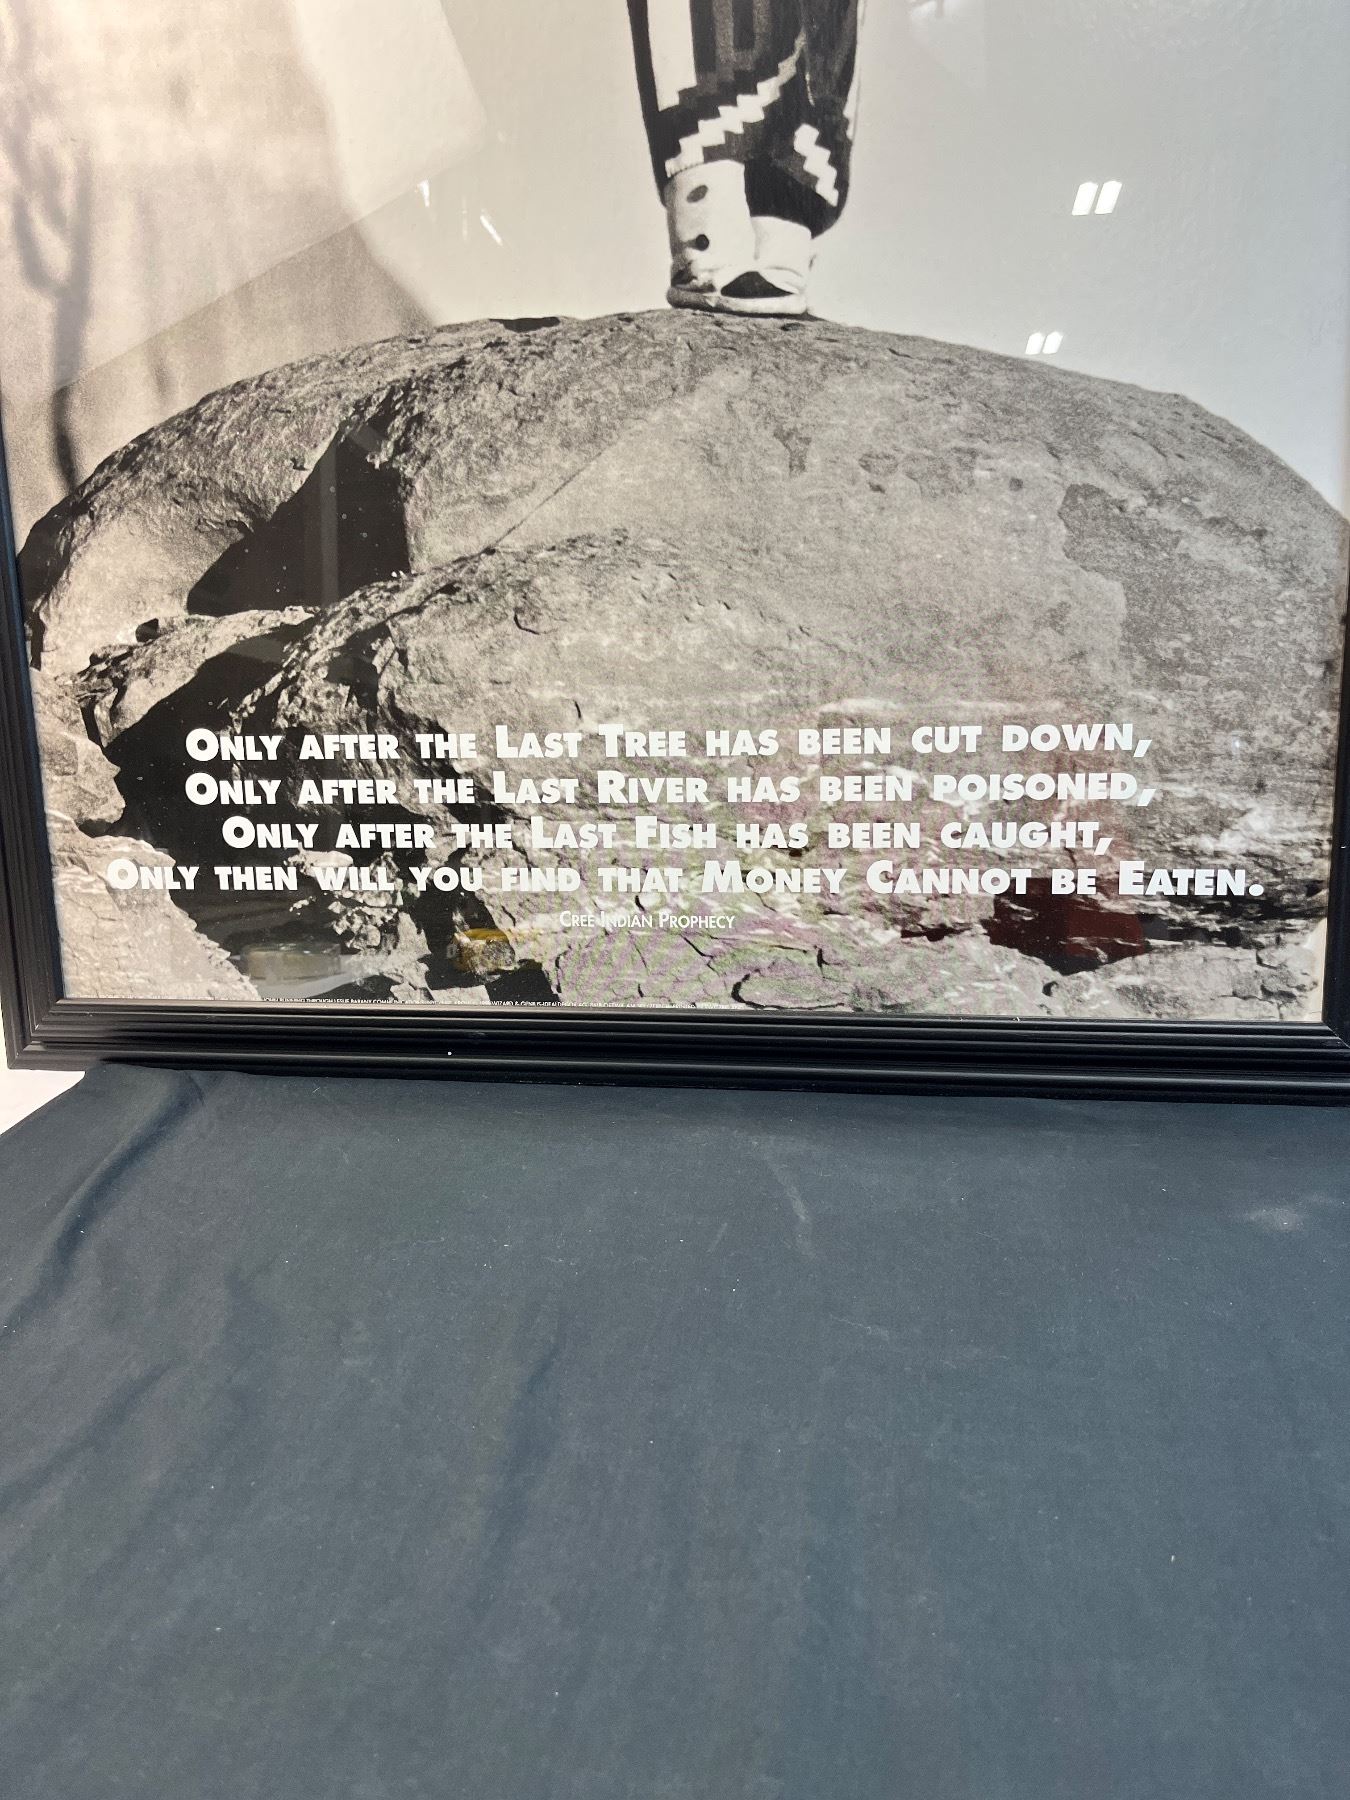 Only after the Last Tree has been cut down,
Only after the Last River has been poisoned,
Only after the Last Fish has been caught,
Only then will you find that Money Cannot be Eaten.
Cree Indian Prophecy